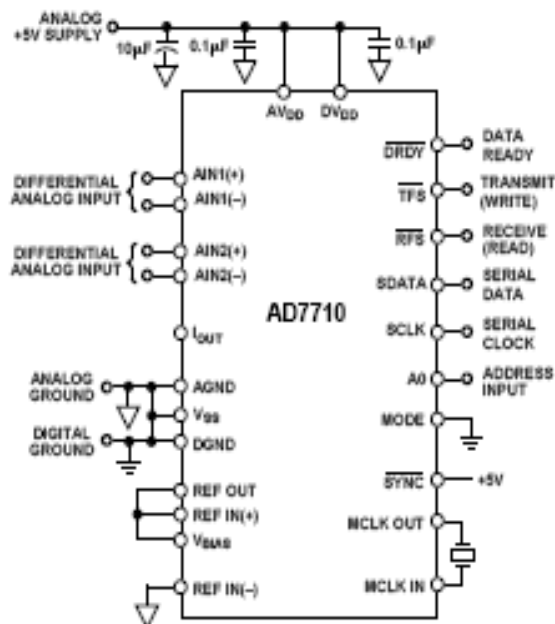 ANALOG
+5V SUPPLY
10µF
0.1µF
0.1µF
AVDD
DVDD
DRDY
DATA
READY
AIN1(+)
DIFFERENTIAL
ANALOG INPUT
AIN1(–)
TFS
TRANSMIT
(WRITE)
RFS
RECEIVE
(READ)
AIN2(+)
DIFFERENTIAL
ANALOG INPUT
AIN2(–)
SDATA
SERIAL
DATA
AD7710
IOUT
SCLK
SERIAL
CLOCK
ANALOG
GROUND
AGND
A0
ADDRESS
INPUT
VSS
MODE
DIGITAL
GROUND
DGND
SYNC
+5V
REF OUT
REF IN(+)
MCLK OUT
VBIAS
REF IN(–)
MCLK IN